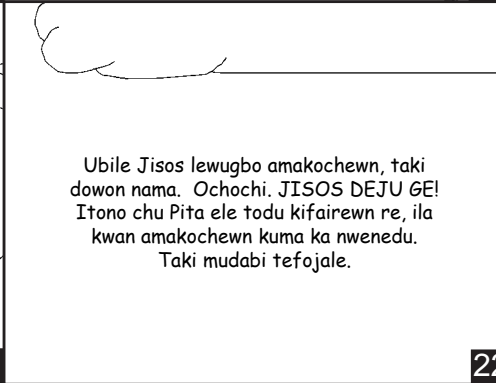 Ubile Jisos lewugbo amakochewn, taki
dowon nama. Ochochi. JISOS DEJU GE!
Itono chu Pita ele todu kifairewn re, ila
kwan amakochewn kuma ka nwenedu.
Taki mudabi tefojale.